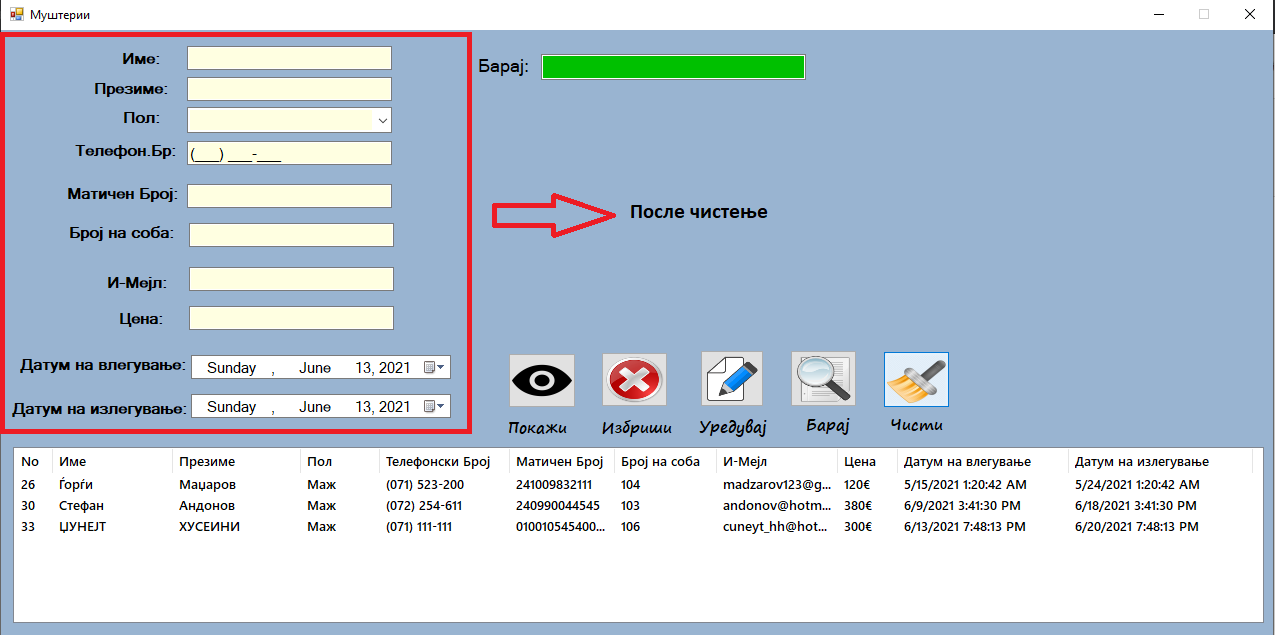 Муштерии
Име:
Презиме:
Пол:
Телефон.Бр: (___) ___-___
Матичен Број:
Број на соба:
И-Мејл:
Цена:
Датум на влегување: Sunday , June 13, 2021
Датум на излегување: Sunday , June 13, 2021
Барај:
После чистење
Покажи Избриши Уредувај Барај Чисти
No Име Презиме Пол Телефонски Број Матичен Број Број на соба И-Мејл Цена Датум на влегување Датум на излегување
26 Ѓорѓи Маџаров Маж (071) 523-200 241009832111 104 madzarov123@g... 120€ 5/15/2021 1:20:42 AM 5/24/2021 1:20:42 AM
30 Стефан Андонов Маж (072) 254-611 240990044545 103 andonov@hotm... 380€ 6/9/2021 3:41:30 PM 6/18/2021 3:41:30 PM
33 ЏУНЕЈТ ХУСЕИНИ Маж (071) 111-111 010010545400... 106 cuneyt_hh@hot... 300€ 6/13/2021 7:48:13 PM 6/20/2021 7:48:13 PM